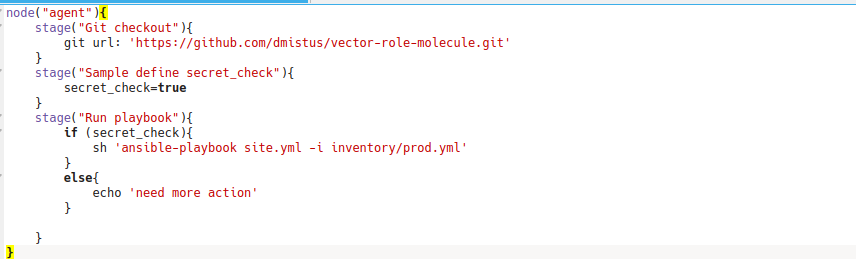 node("agent"){
    stage("Git checkout"){
        git url: 'https://github.com/dmistus/vector-role-molecule.git'
    }
    stage("Sample define secret_check"){
        secret_check=true
    }
    stage("Run playbook"){
        if (secret_check){
            sh 'ansible-playbook site.yml -i inventory/prod.yml'
        }
        else{
            echo 'need more action'
        }

    }
}